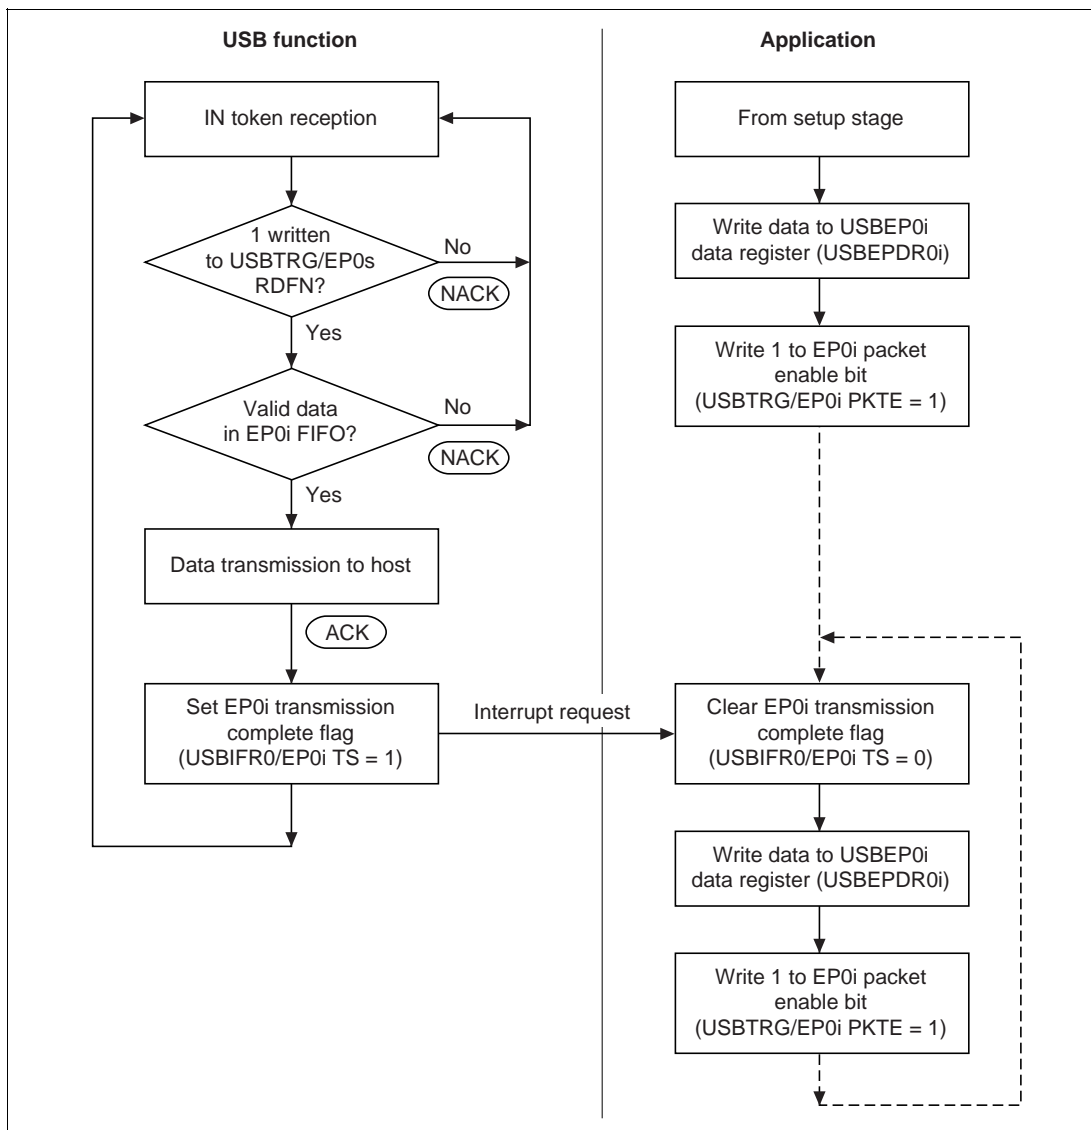 USB function
Application
IN token reception
From setup stage
1 written
to USBTRG/EP0s
RDFN?
No
NACK
Yes
Write data to USBEP0i
data register (USBEPDR0i)
Write 1 to EP0i packet
enable bit
(USBTRG/EP0i PKTE = 1)
Valid data
in EP0i FIFO?
No
NACK
Yes
Data transmission to host
ACK
Set EP0i transmission
complete flag
(USBIFR0/EP0i TS = 1)
Interrupt request
Clear EP0i transmission
complete flag
(USBIFR0/EP0i TS = 0)
Write data to USBEP0i
data register (USBEPDR0i)
Write 1 to EP0i packet
enable bit
(USBTRG/EP0i PKTE = 1)